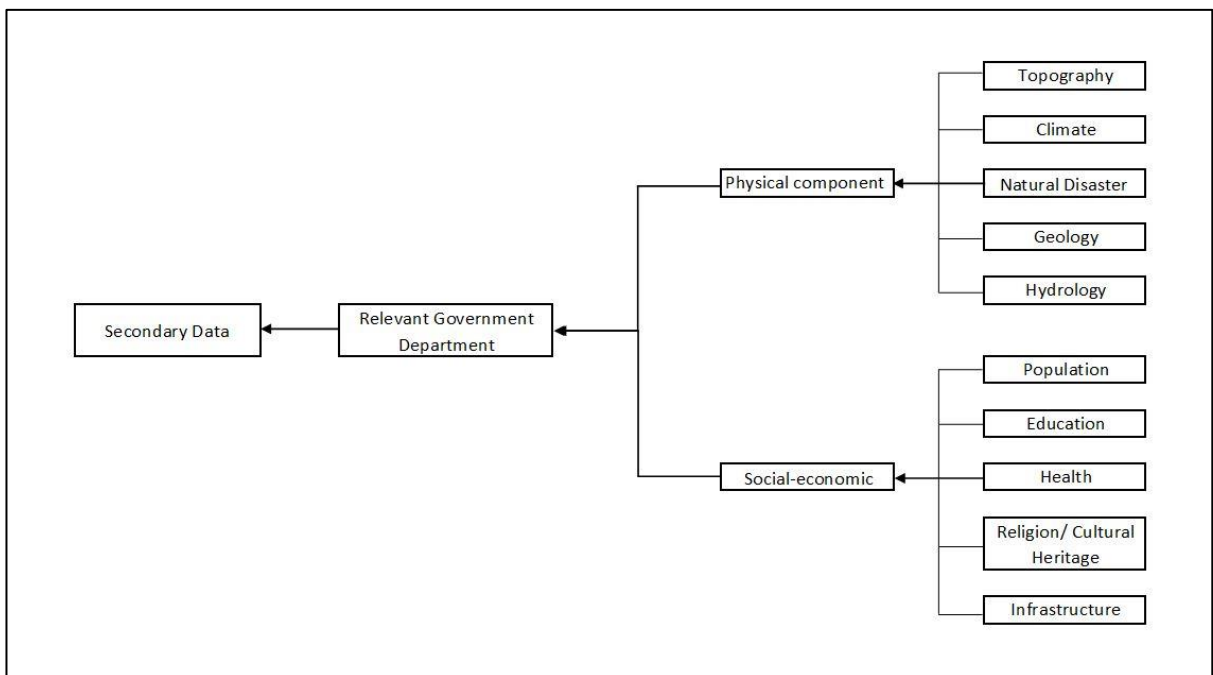 Topography
Climate
Physical component
Natural Disaster
Geology
Hydrology
Secondary Data
Relevant Government
Department
Population
Education
Social-economic
Health
Religion/ Cultural
Heritage
Infrastructure